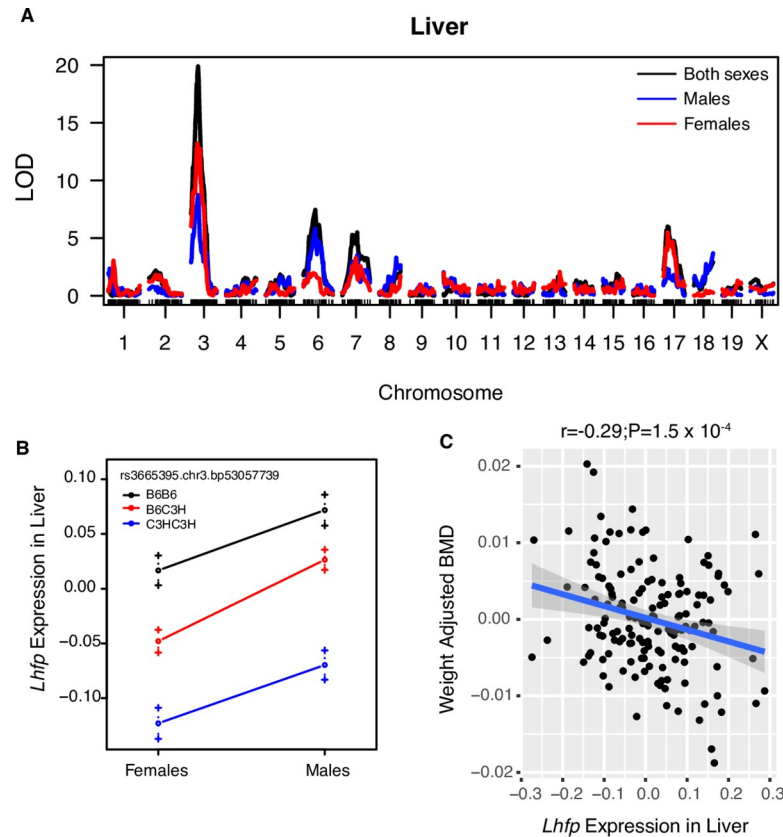 A
Liver
20
15
10
5
0
LOD
Both sexes
Males
Females
1 2 3 4 5 6 7 8 9 10 11 12 13 14 15 16 17 18 19 X
Chromosome
B
rs3665395.chr3.bp53057739
B6B6
B6C3H
C3HC3H
0.10
0.05
0.00
−0.05
−0.10
Lhfp Expression in Liver
Females Males
C
r=-0.29;P=1.5 x 10-4
0.02
0.01
0.00
−0.01
−0.02
Weight Adjusted BMD
−0.3 −0.2 −0.1 0.0 0.1 0.2 0.3
Lhfp Expression in Liver